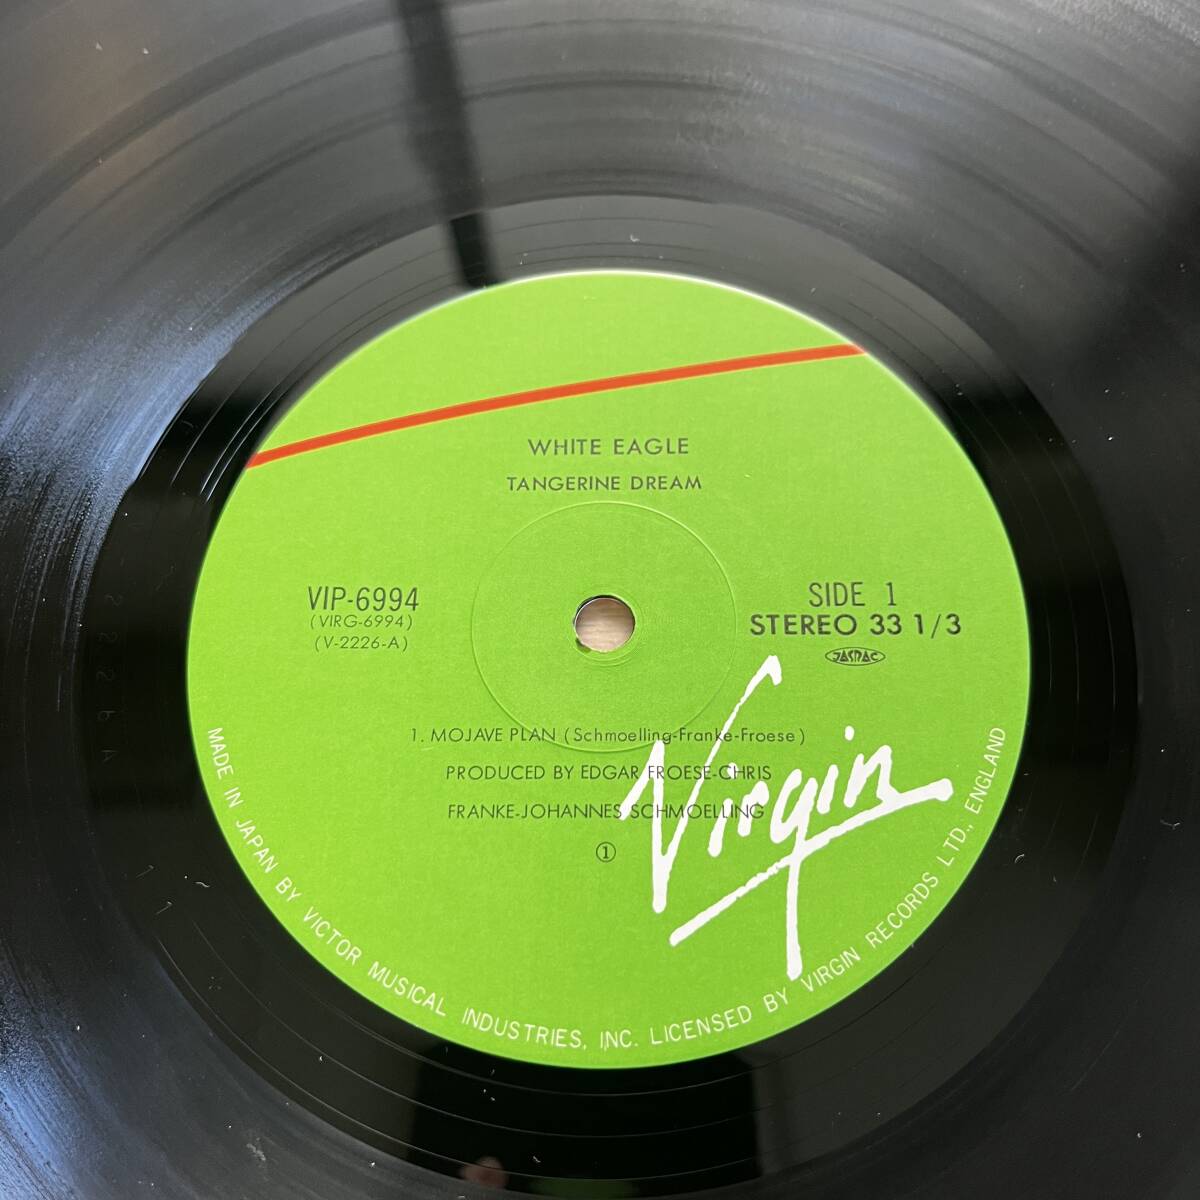 WHITE EAGLE
TANGERINE DREAM
VIP-6994
(VIRG-6994)
(V-2226-A)
SIDE 1
STEREO 33 1/3
JASRAC
1. MOJAVE PLAN (Schmoelling-Franke-Froese)
PRODUCED BY EDGAR FROESE-CHRIS
FRANKE-JOHANNES SCHMOELLING
①
Virgin
MADE IN JAPAN BY VICTOR MUSICAL INDUSTRIES, INC. LICENSED BY VIRGIN RECORDS LTD., ENGLAND
2226A